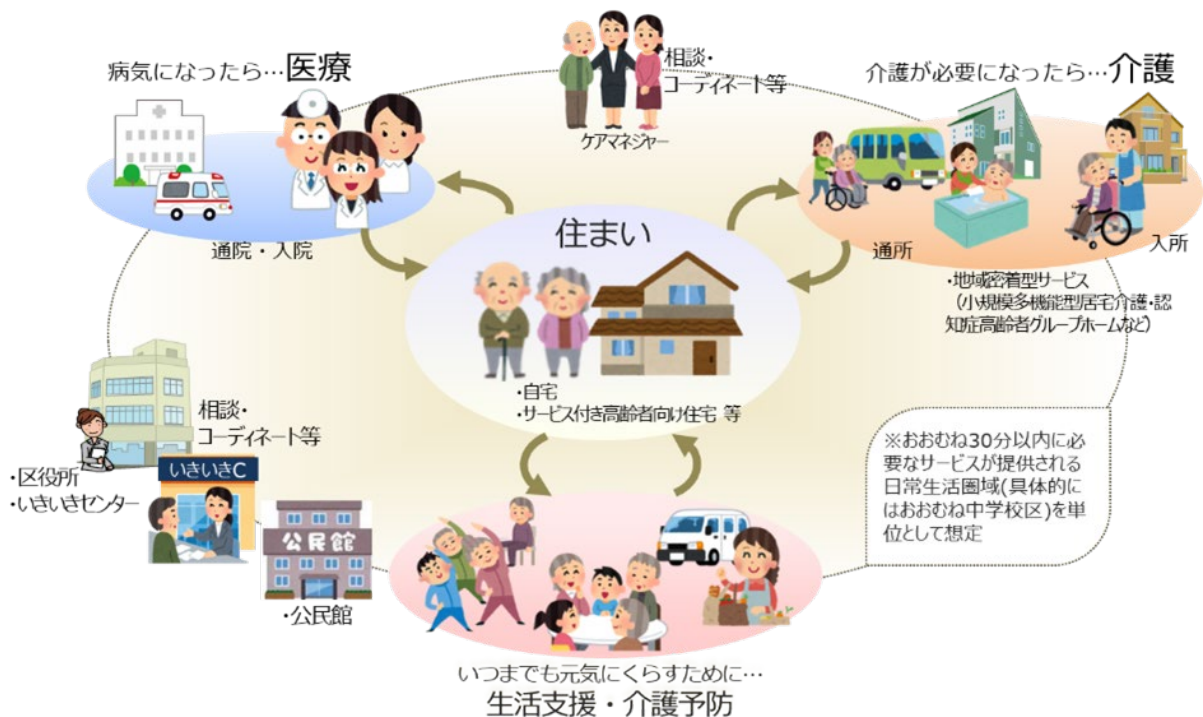 病気になったら…医療
通院・入院
相談・
コーディネート等
ケアマネジャー
介護が必要になったら…介護
通所
入所
・地域密着型サービス
（小規模多機能型居宅介護・認
知症高齢者グループホームなど）
住まい
・自宅
・サービス付き高齢者向け住宅 等
相談・
コーディネート等
・区役所
・いきいきセンター
いきいきC
公民館
・公民館
※おおむね30分以内に必
要なサービスが提供される
日常生活圏域(具体的に
はおおむね中学校区)を単
位として想定
いつまでも元気にくらすために…
生活支援・介護予防